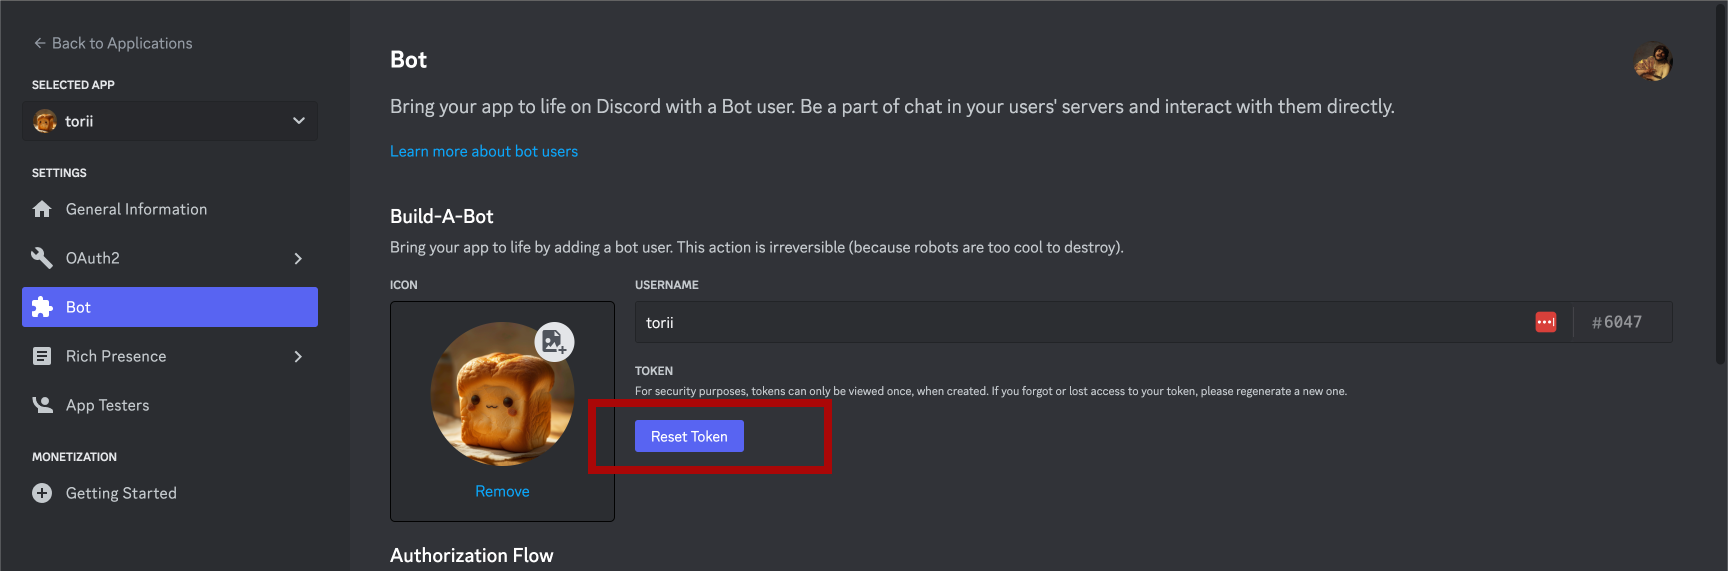 Back to Applications
SELECTED APP
torii
SETTINGS
General Information
OAuth2
Bot
Rich Presence
App Testers
MONETIZATION
Getting Started
Bot
Bring your app to life on Discord with a Bot user. Be a part of chat in your users' servers and interact with them directly.
Learn more about bot users
Build-A-Bot
Bring your app to life by adding a bot user. This action is irreversible (because robots are too cool to destroy).
ICON
Remove
USERNAME
torii #6047
TOKEN
For security purposes, tokens can only be viewed once, when created. If you forgot or lost access to your token, please regenerate a new one.
Reset Token
Authorization Flow